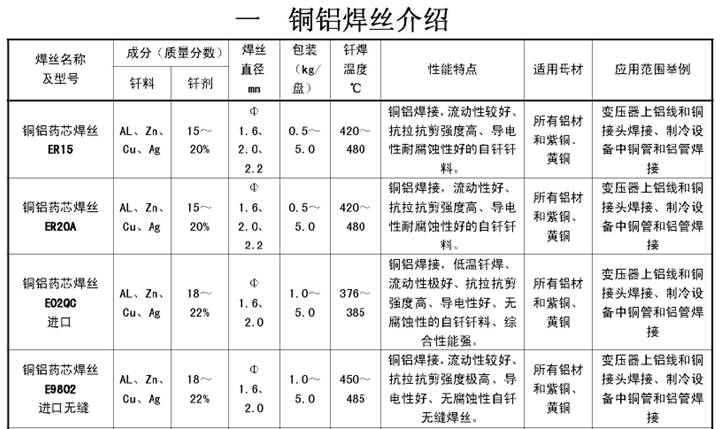 一 铜铝焊丝介绍
焊丝名称
及型号
成分（质量分数）
钎料
钎剂
焊丝
直径
mm
包装
（kg/
盘）
钎焊
温度
℃
性能特点
适用母材
应用范围举例
铜铝药芯焊丝
ER15
AL、Zn、
Cu、Ag
15～
20%
Φ
1.6、
2.0、
2.2
0.5～
5.0
420～
480
铜铝焊接，流动性较好、
抗拉抗剪强度高、导电
性耐腐蚀性好的自钎钎
料。
所有铝材
和紫铜、
黄铜
变压器上铝线和铜
接头焊接、制冷设
备中铜管和铝管焊
接
铜铝药芯焊丝
ER20A
AL、Zn、
Cu、Ag
15～
20%
Φ
1.6、
2.0、
2.2
0.5～
5.0
420～
480
铜铝焊接，流动性好、
抗拉抗剪强度高、导电
性耐腐蚀性好的自钎钎
料。
所有铝材
和紫铜、
黄铜
变压器上铝线和铜
接头焊接、制冷设
备中铜管和铝管焊
接
铜铝药芯焊丝
E02QC
进口
AL、Zn、
Cu、Ag
18～
22%
Φ
1.6、
2.0
1.0～
5.0
376～
385
铜铝焊接，低温钎焊、
流动性极好、抗拉抗剪
强度高、导电性好、无
腐蚀性的自钎钎料、综
合性能强。
所有铝材
和紫铜、
黄铜
变压器上铝线和铜
接头焊接、制冷设
备中铜管和铝管焊
接
铜铝药芯焊丝
E9802
进口无缝
AL、Zn、
Cu、Ag
18～
22%
Φ
1.6、
2.0
1.0～
5.0
450～
485
铜铝焊接，流动性较好、
抗拉抗剪强度极高、导
电性好、无腐蚀性自钎
无缝焊丝。
所有铝材
和紫铜、
黄铜
变压器上铝线和铜
接头焊接、制冷设
备中铜管和铝管焊
接